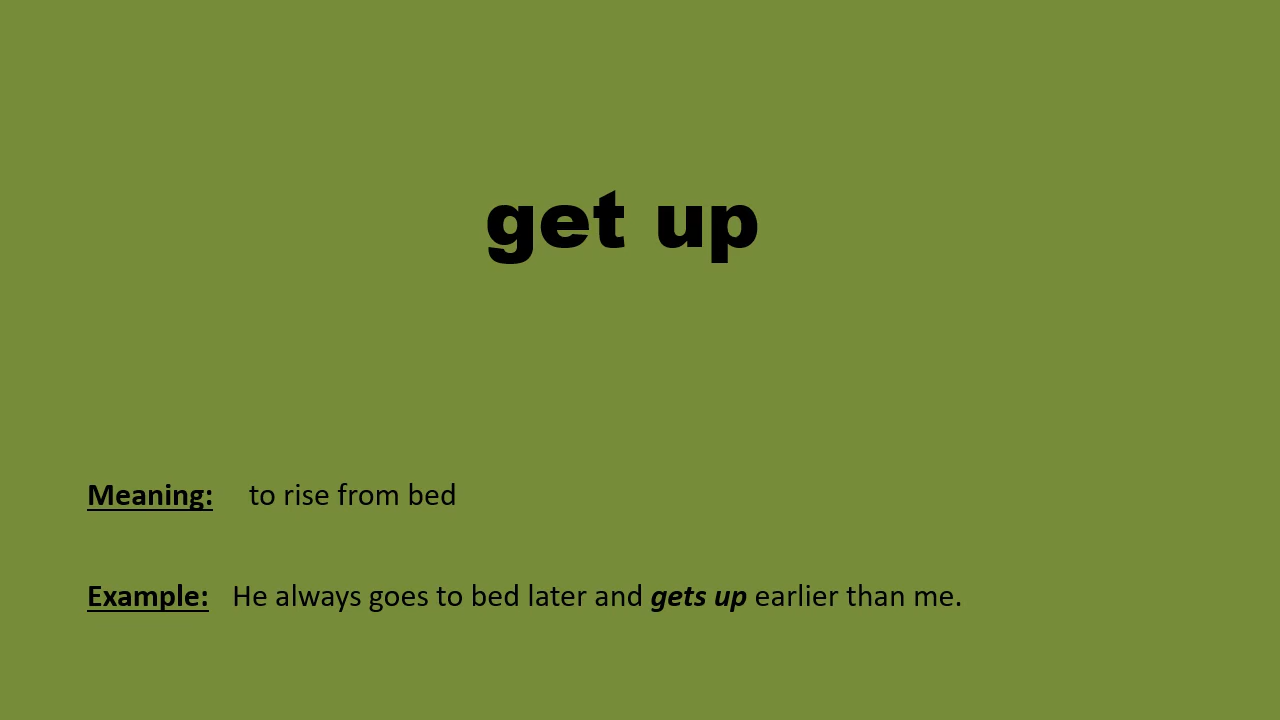 get up
Meaning: to rise from bed
Example: He always goes to bed later and gets up earlier than me.